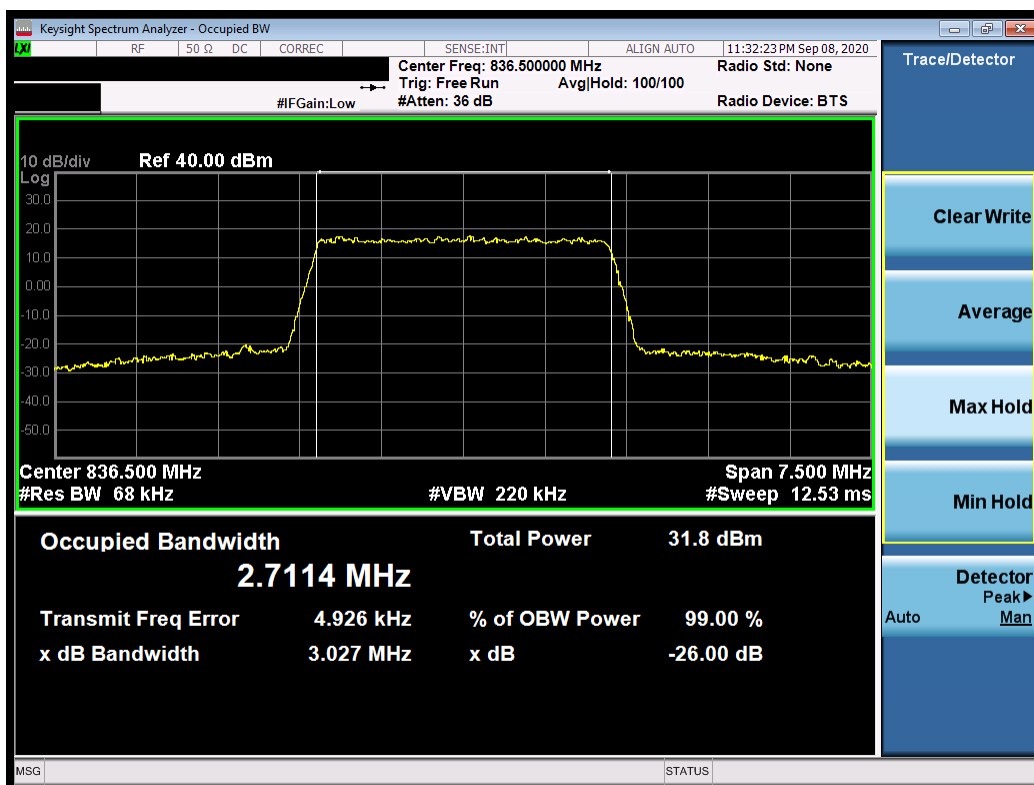 Keysight Spectrum Analyzer - Occupied BW
LXI RF 50 Ω DC CORREC SENSE:INT ALIGN AUTO 11:32:23 PM Sep 08, 2020
Center Freq: 836.500000 MHz Radio Std: None
Trig: Free Run Avg|Hold: 100/100
#IFGain:Low #Atten: 36 dB Radio Device: BTS
10 dB/div Ref 40.00 dBm
Log
30.0
20.0
10.0
0.00
-10.0
-20.0
-30.0
-40.0
-50.0
Center 836.500 MHz Span 7.500 MHz
#Res BW 68 kHz #VBW 220 kHz #Sweep 12.53 ms
Occupied Bandwidth Total Power 31.8 dBm
2.7114 MHz
Transmit Freq Error 4.926 kHz % of OBW Power 99.00 %
x dB Bandwidth 3.027 MHz x dB -26.00 dB
MSG STATUS
Trace/Detector
Clear Write
Average
Max Hold
Min Hold
Detector
Peak▶
Auto Man